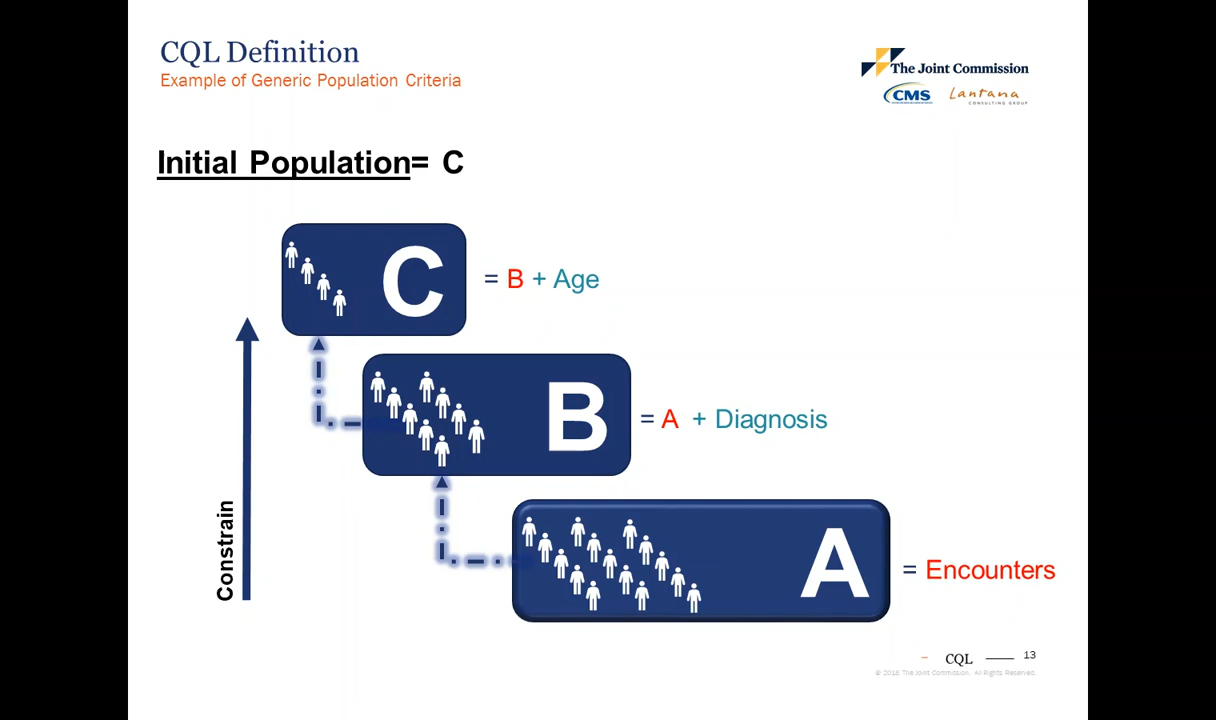 CQL Definition
Example of Generic Population Criteria
The Joint Commission
CMS
Lantana
CONSULTING GROUP
Initial Population= C
C
= B + Age
B
= A + Diagnosis
A
= Encounters
Constrain
CQL
13
The Joint Commission. All Rights Reserved.